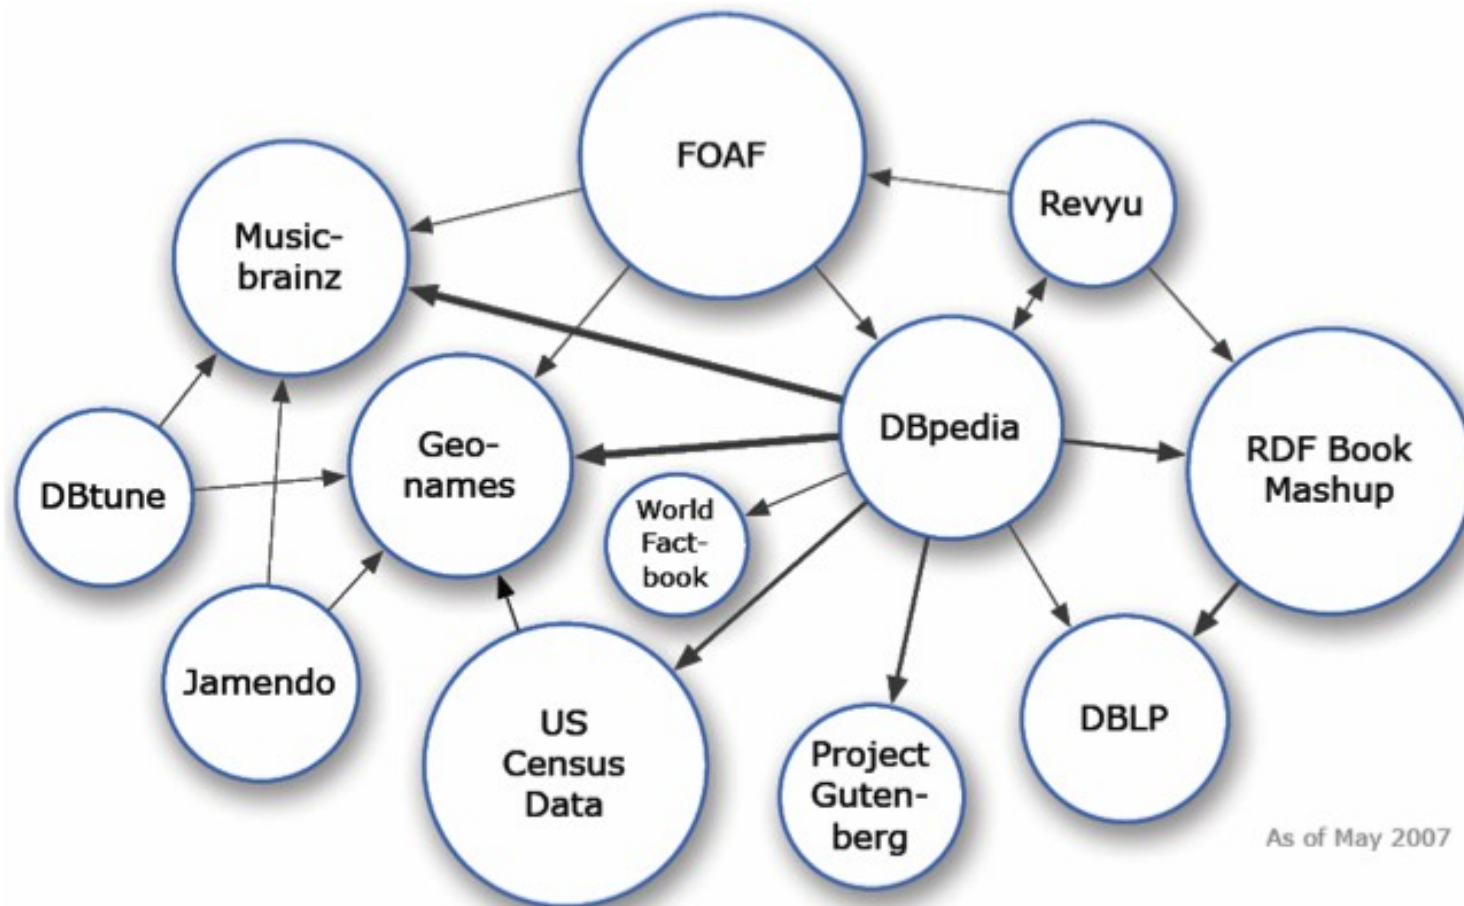 FOAF
Revyu
Music-
brainz
DBpedia
Geo-
names
RDF Book
Mashup
DBtune
World
Fact-
book
Jamendo
US
Census
Data
Project
Guten-
berg
DBLP
As of May 2007